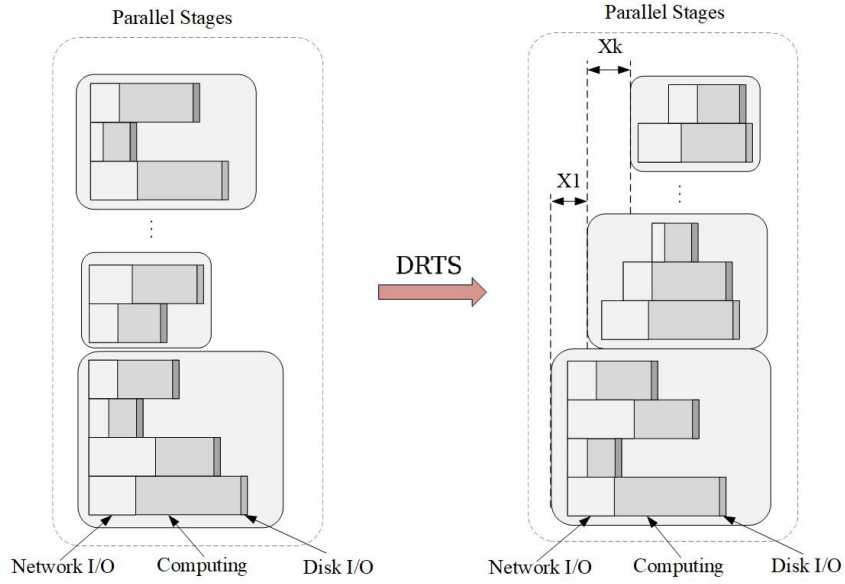 Parallel Stages
Parallel Stages
Xk
X1
⋮
⋮
DRTS
Network I/O
Computing
Disk I/O
Network I/O
Computing
Disk I/O